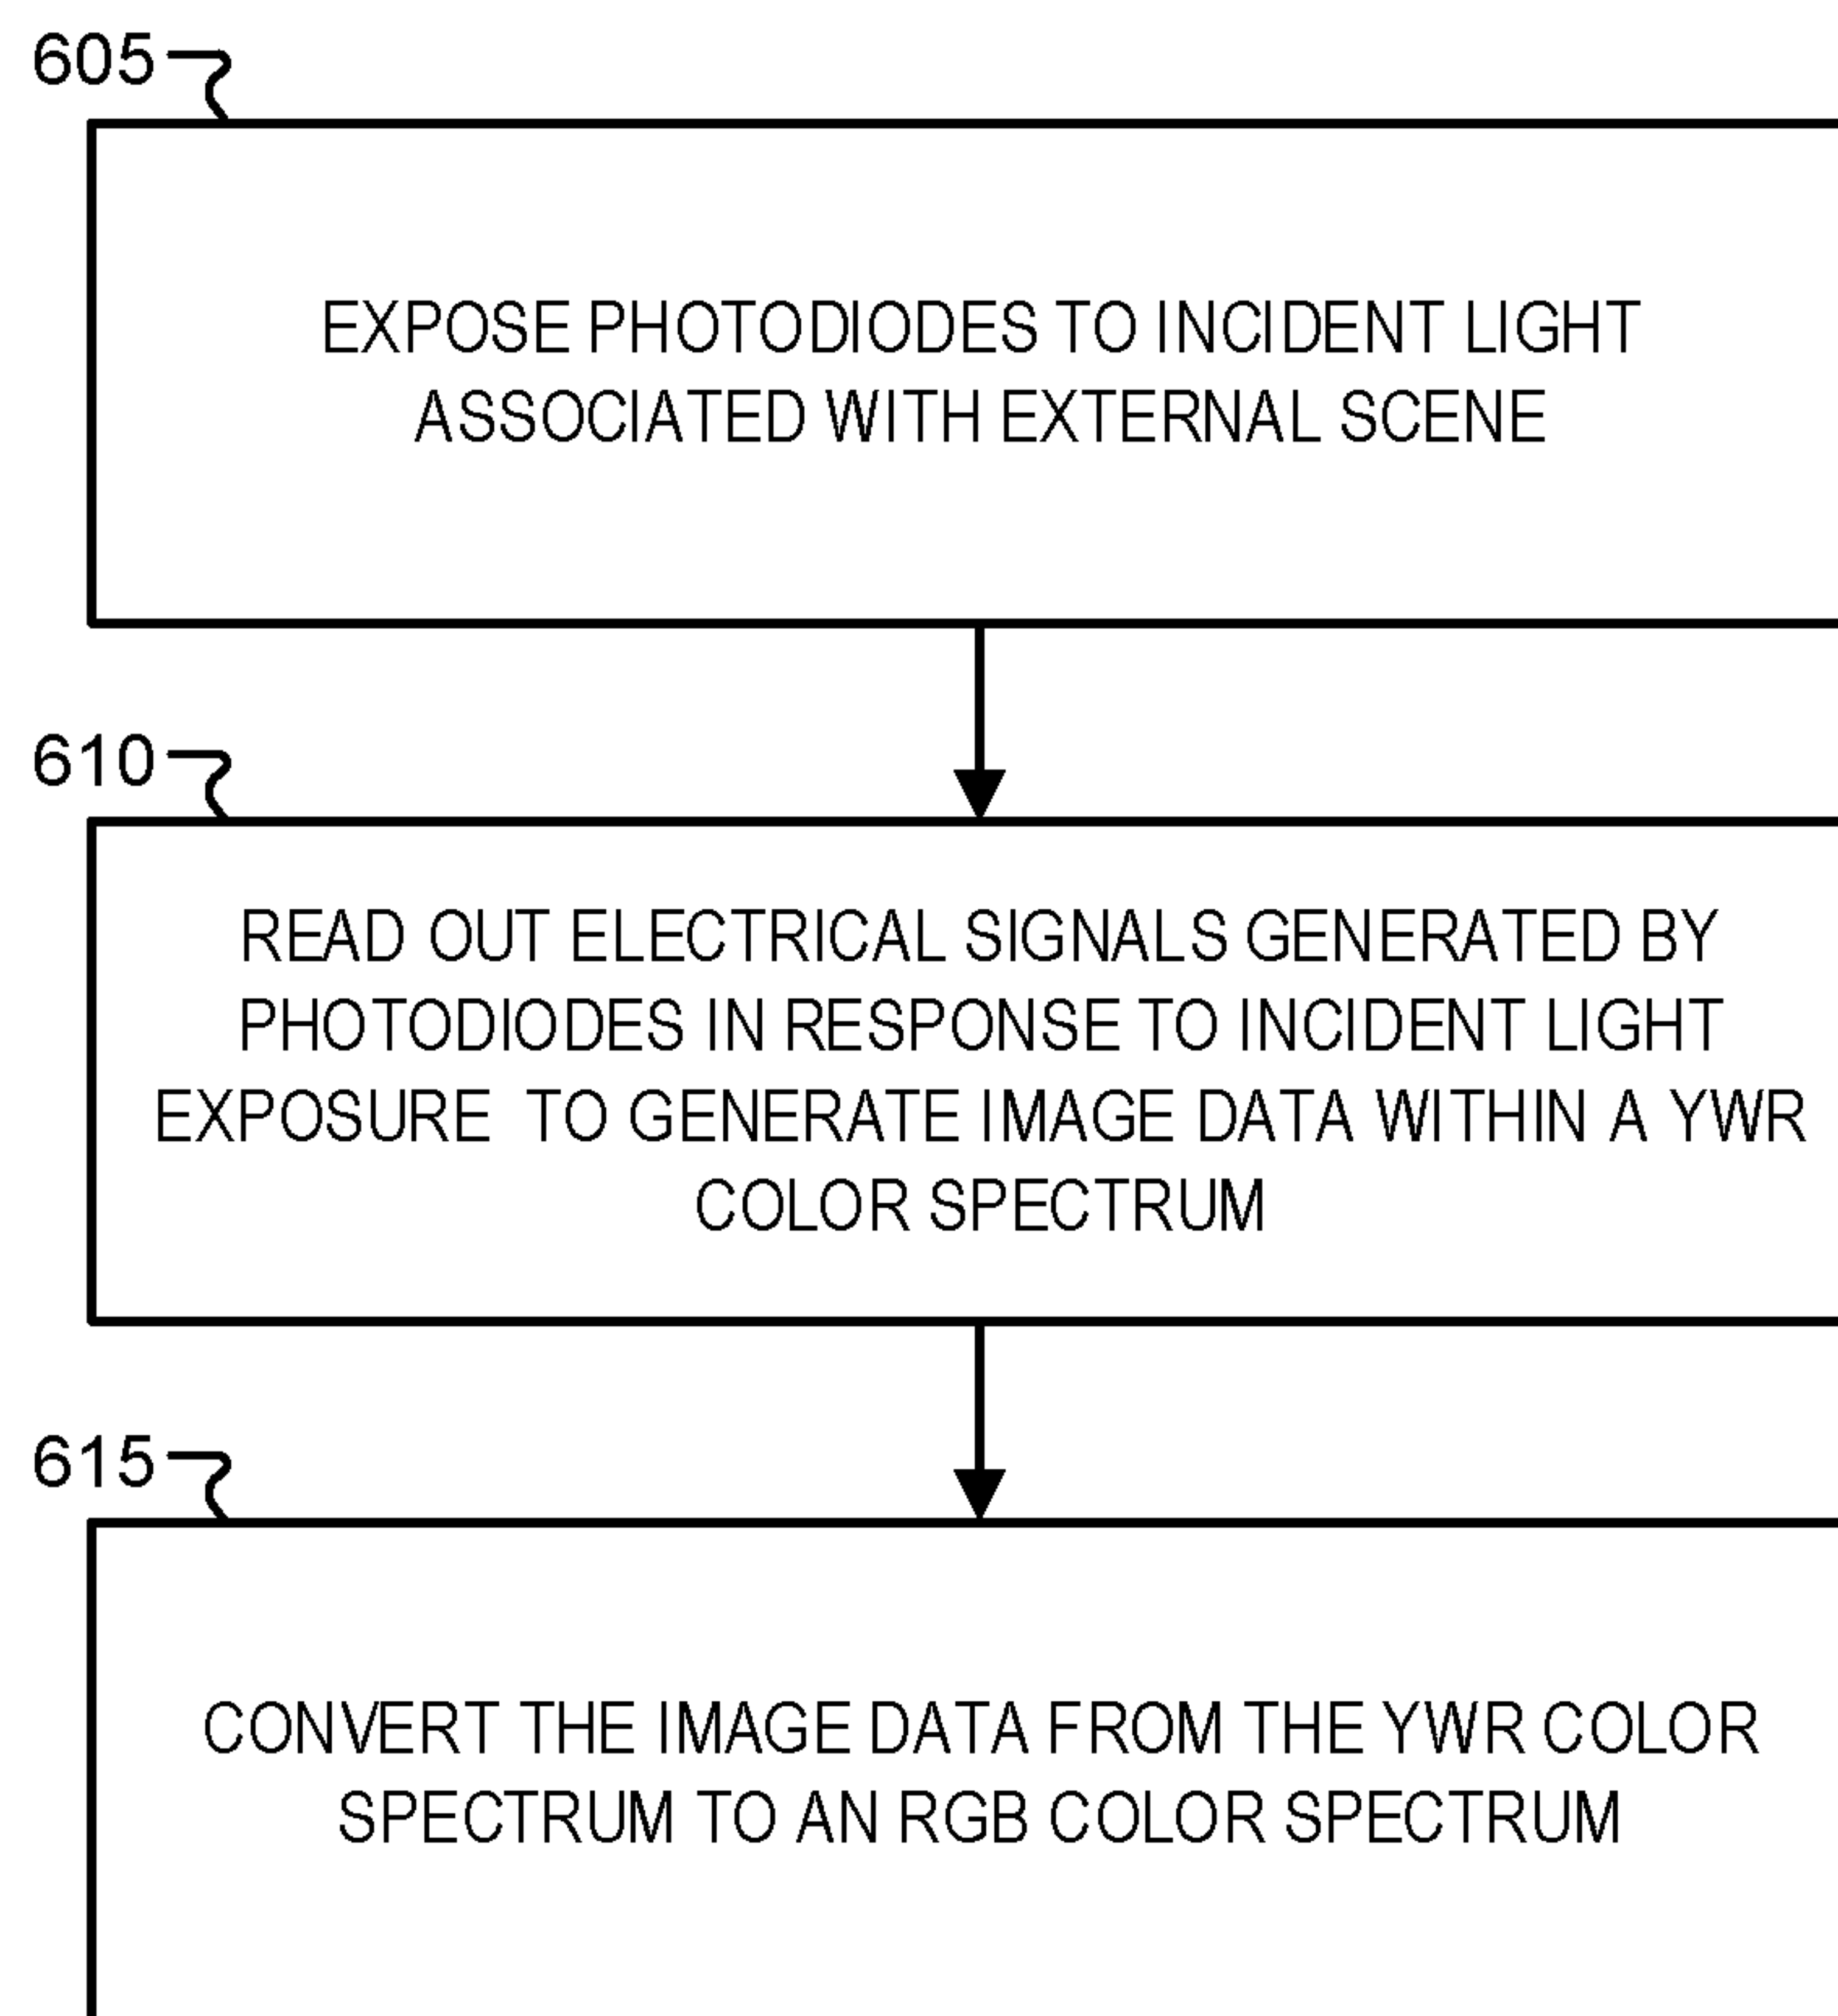 605
EXPOSE PHOTODIODES TO INCIDENT LIGHT
ASSOCIATED WITH EXTERNAL SCENE
610
READ OUT ELECTRICAL SIGNALS GENERATED BY
PHOTODIODES IN RESPONSE TO INCIDENT LIGHT
EXPOSURE TO GENERATE IMAGE DATA WITHIN A YWR
COLOR SPECTRUM
615
CONVERT THE IMAGE DATA FROM THE YWR COLOR
SPECTRUM TO AN RGB COLOR SPECTRUM